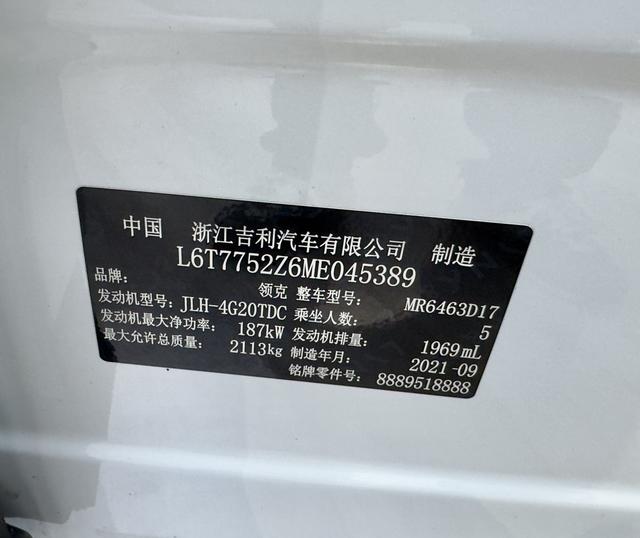 中国 浙江吉利汽车有限公司 制造
L6T7752Z6ME045389
品牌: 领克 整车型号: MR6463D17
发动机型号: JLH-4G20TDC 乘坐人数: 5
发动机最大净功率: 187kW 发动机排量: 1969mL
最大允许总质量: 2113kg 制造年月: 2021-09
铭牌零件号: 8889518888